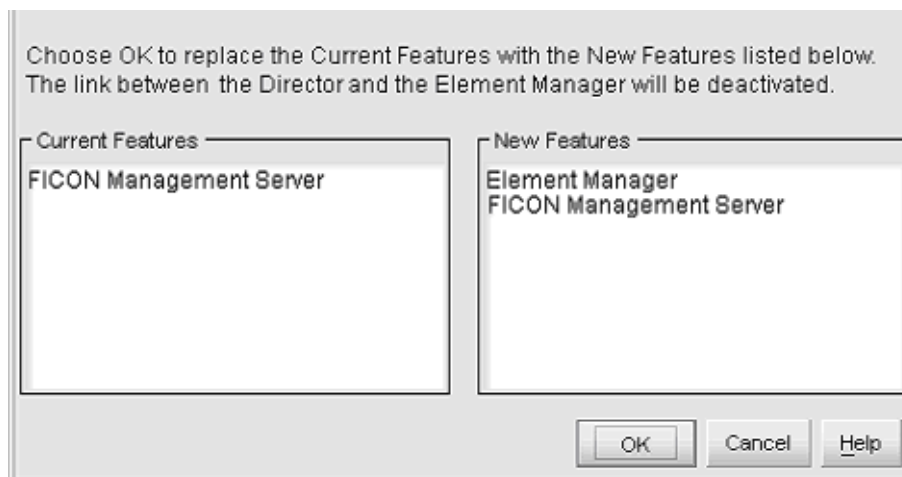 Choose OK to replace the Current Features with the New Features listed below.
The link between the Director and the Element Manager will be deactivated.
Current Features
FICON Management Server
New Features
Element Manager
FICON Management Server
OK
Cancel
Help